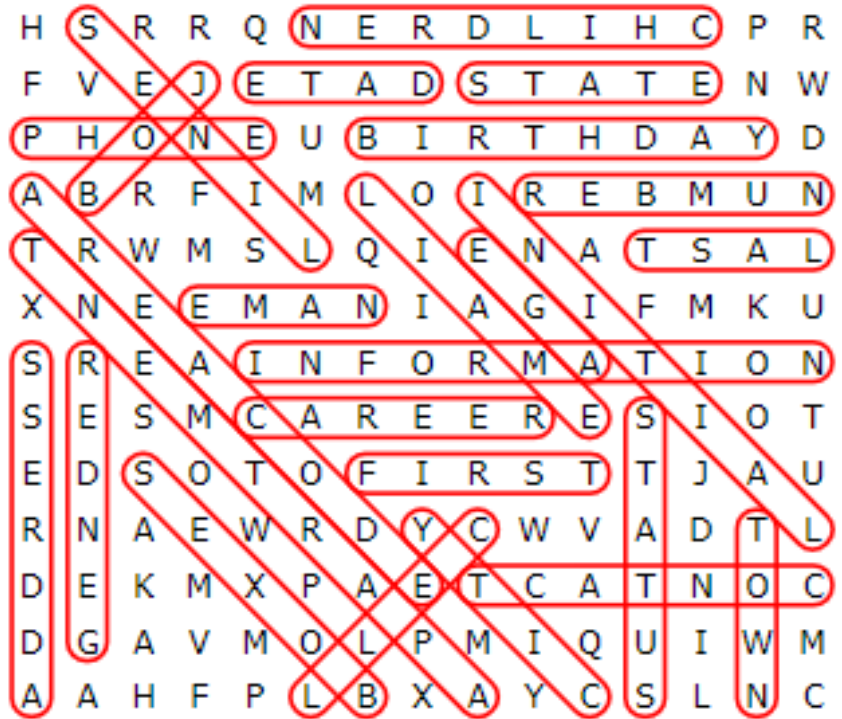 H S R R Q N E R D L I H C P R
F V E J E T A D S T A T E N W
P H O N E U B I R T H D A Y D
A B R F I M L O I R E B M U N
T R W M S L Q I E N A T S A L
X N E E M A N I A G I F M K U
S R E A I N F O R M A T I O N
S E S M C A R E E R E S I O T
E D S O T O F I R S T T J A U
R N A E W R D Y C W V A D T L
D E K M X P A E T C A T N O C
D G A V M O L P M I Q U I W M
A A H F P L B X A Y C S L N C